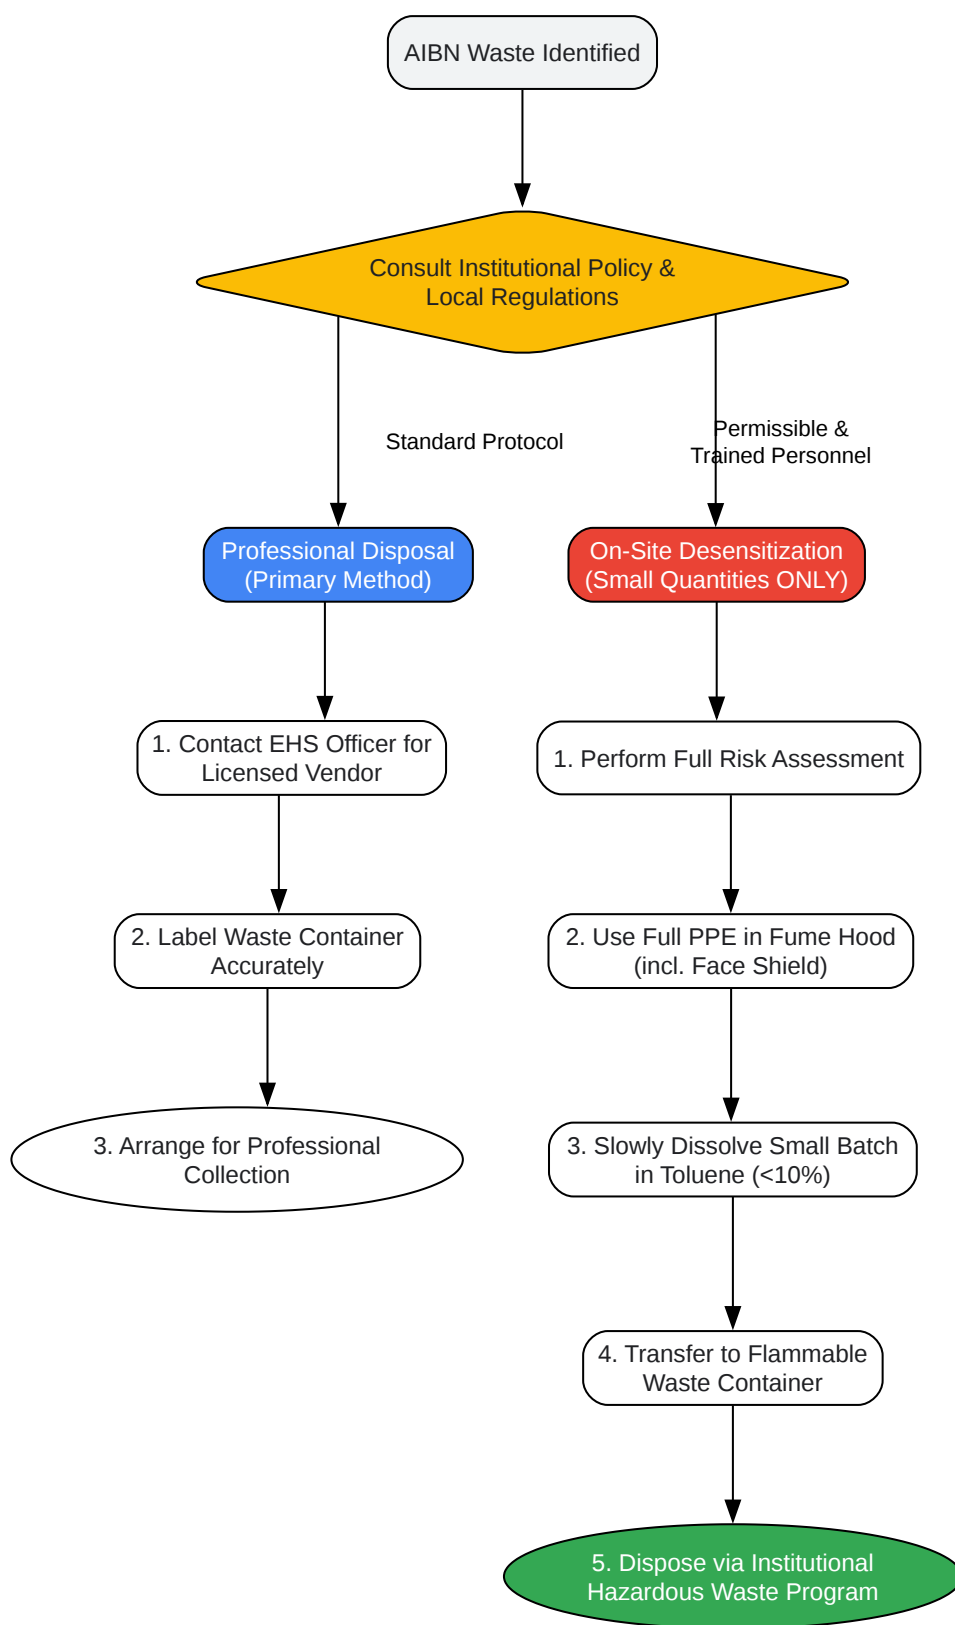 AIBN Waste Identified
Consult Institutional Policy &
Local Regulations
Standard Protocol
Permissible &
Trained Personnel
Professional Disposal
(Primary Method)
On-Site Desensitization
(Small Quantities ONLY)
1. Contact EHS Officer for
Licensed Vendor
1. Perform Full Risk Assessment
2. Label Waste Container
Accurately
2. Use Full PPE in Fume Hood
(incl. Face Shield)
3. Arrange for Professional
Collection
3. Slowly Dissolve Small Batch
in Toluene (<10%)
4. Transfer to Flammable
Waste Container
5. Dispose via Institutional
Hazardous Waste Program